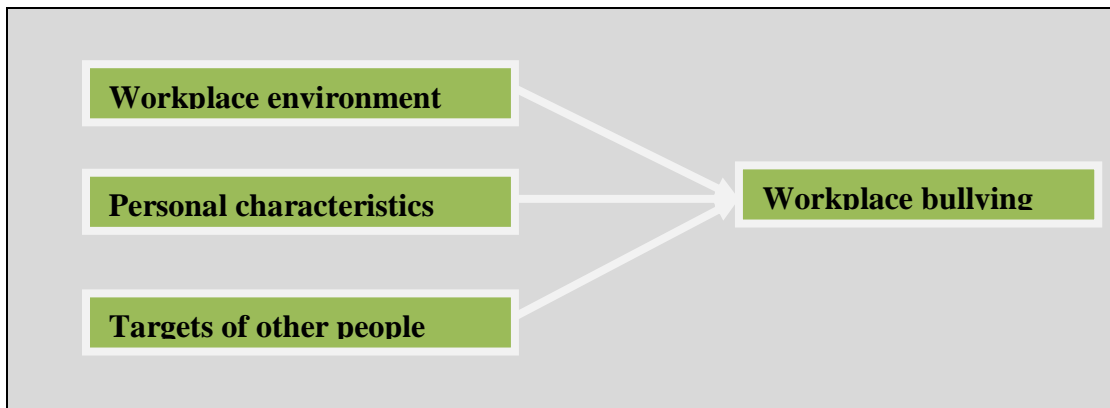 Workplace environment
Personal characteristics
Workplace bullying
Targets of other people